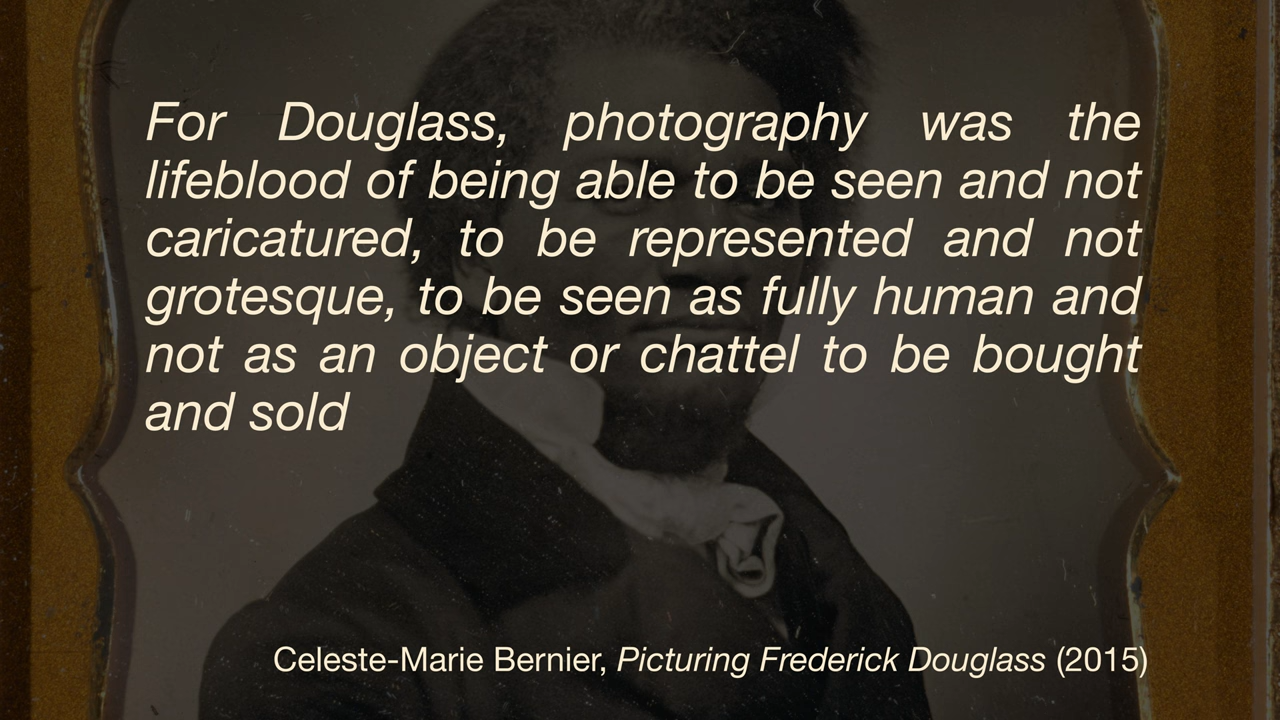 For Douglass, photography was the
lifeblood of being able to be seen and not
caricatured, to be represented and not
grotesque, to be seen as fully human and
not as an object or chattel to be bought
and sold
Celeste-Marie Bernier, Picturing Frederick Douglass (2015)